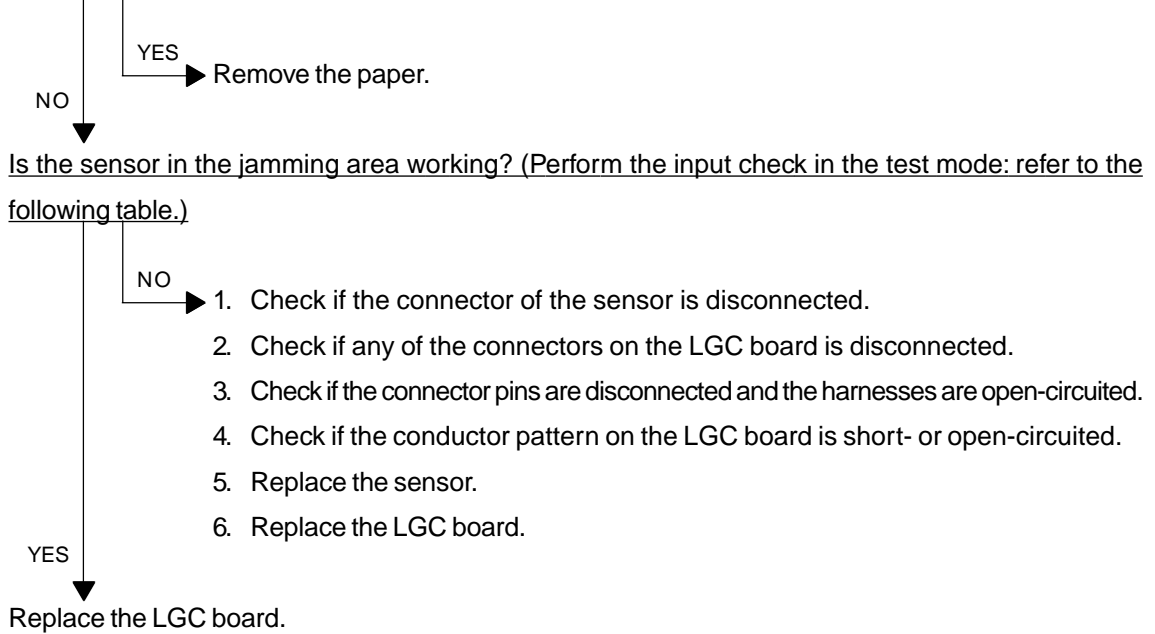 YES
Remove the paper.
NO
Is the sensor in the jamming area working? (Perform the input check in the test mode: refer to the
following table.)
NO
1. Check if the connector of the sensor is disconnected.
2. Check if any of the connectors on the LGC board is disconnected.
3. Check if the connector pins are disconnected and the harnesses are open-circuited.
4. Check if the conductor pattern on the LGC board is short- or open-circuited.
5. Replace the sensor.
6. Replace the LGC board.
YES
Replace the LGC board.